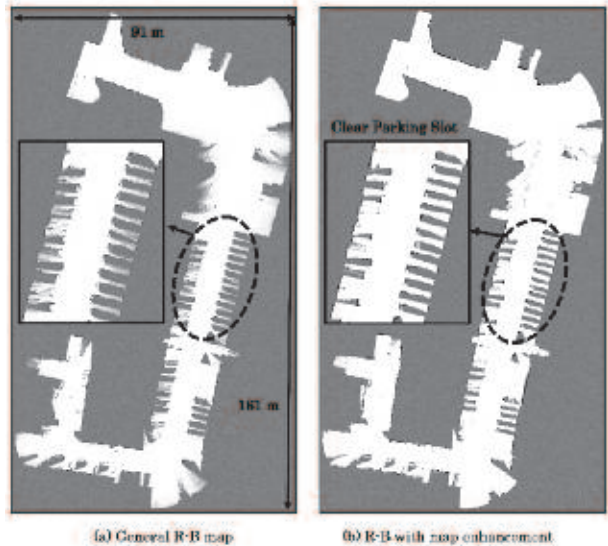 91 m
Clear Parking Slot
161 m
(a) General R-B map
(b) R-B with map enhancement